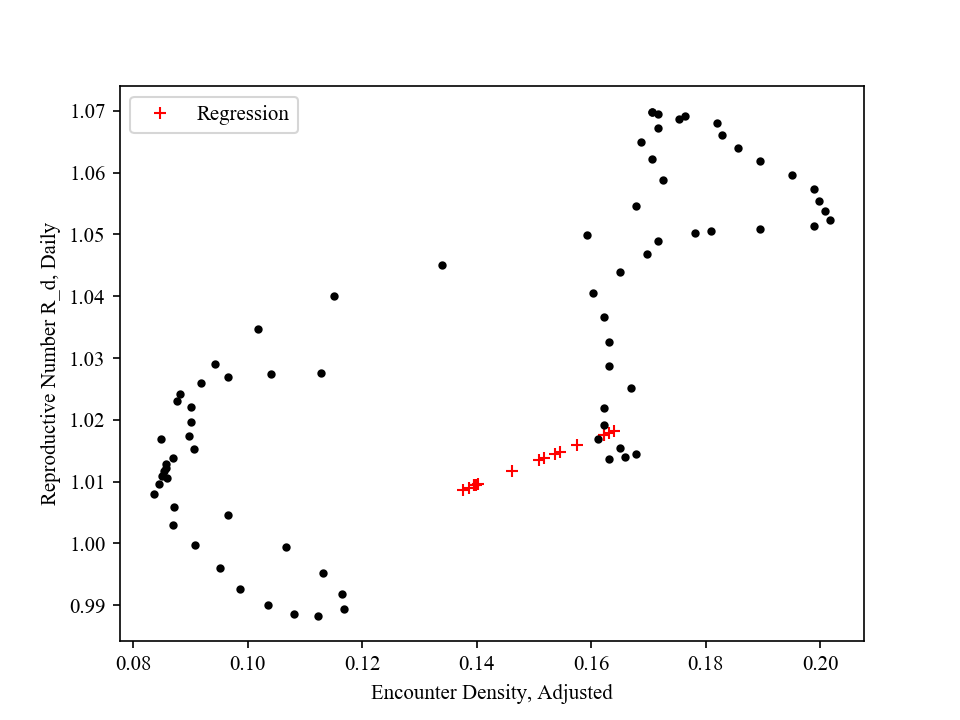 Regression
1.07
1.06
1.05
1.04
1.03
1.02
1.01
1.00
0.99
Reproductive Number R_d, Daily
0.08 0.10 0.12 0.14 0.16 0.18 0.20
Encounter Density, Adjusted